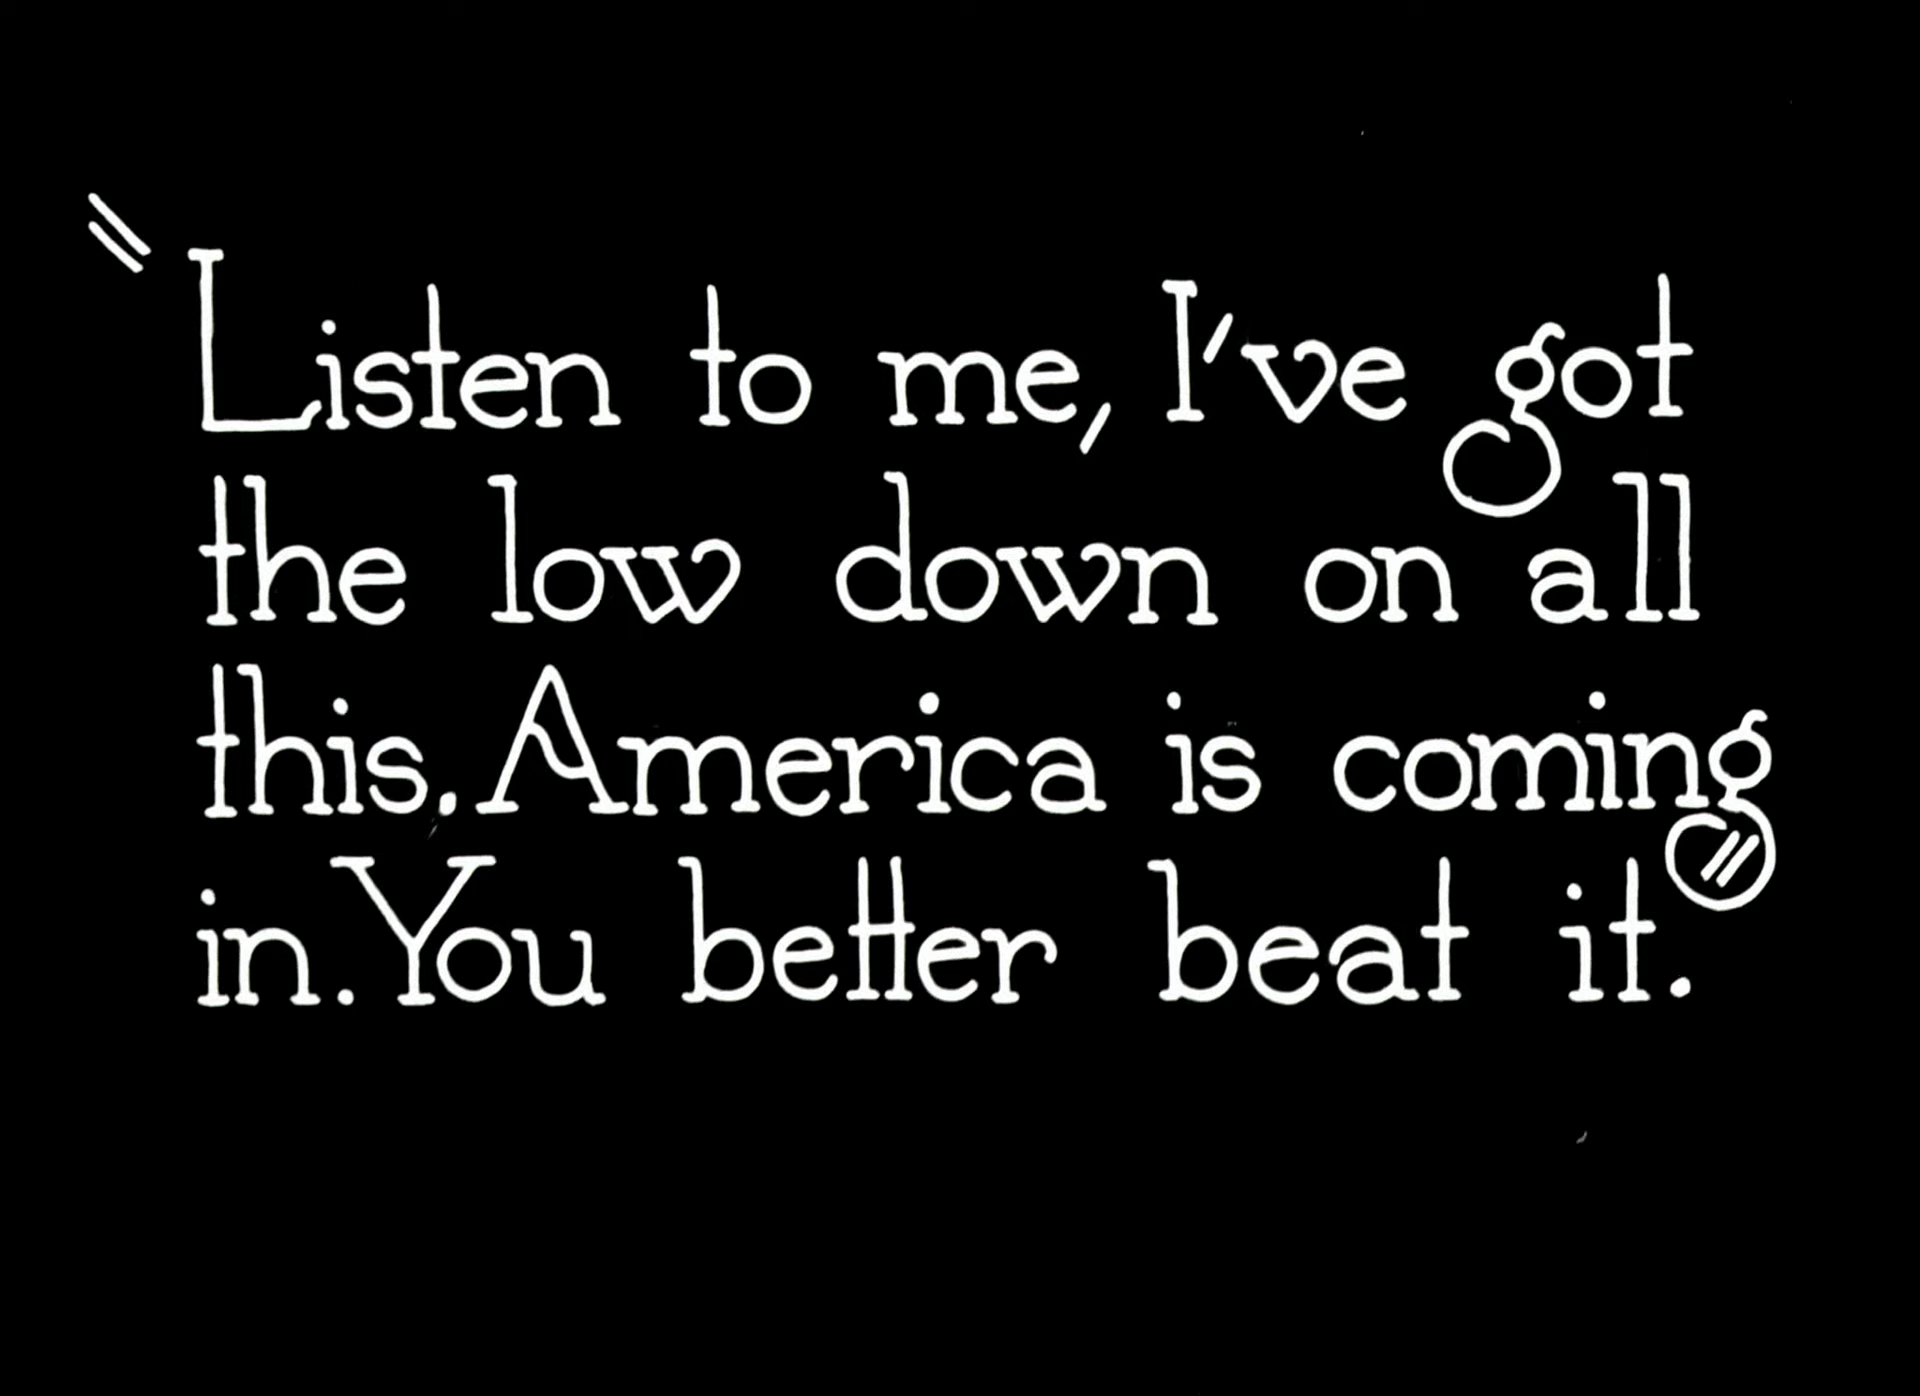 "Listen to me, I've got
the low down on all
this. America is coming
in. You better beat it."